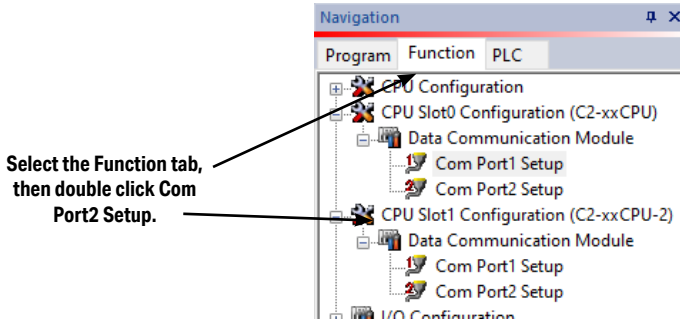 Navigation
Program Function PLC
CPU Configuration
CPU Slot0 Configuration (C2-xxCPU)
Data Communication Module
Com Port1 Setup
Com Port2 Setup
CPU Slot1 Configuration (C2-xxCPU-2)
Data Communication Module
Com Port1 Setup
Com Port2 Setup
I/O Configuration
Select the Function tab,
then double click Com
Port2 Setup.